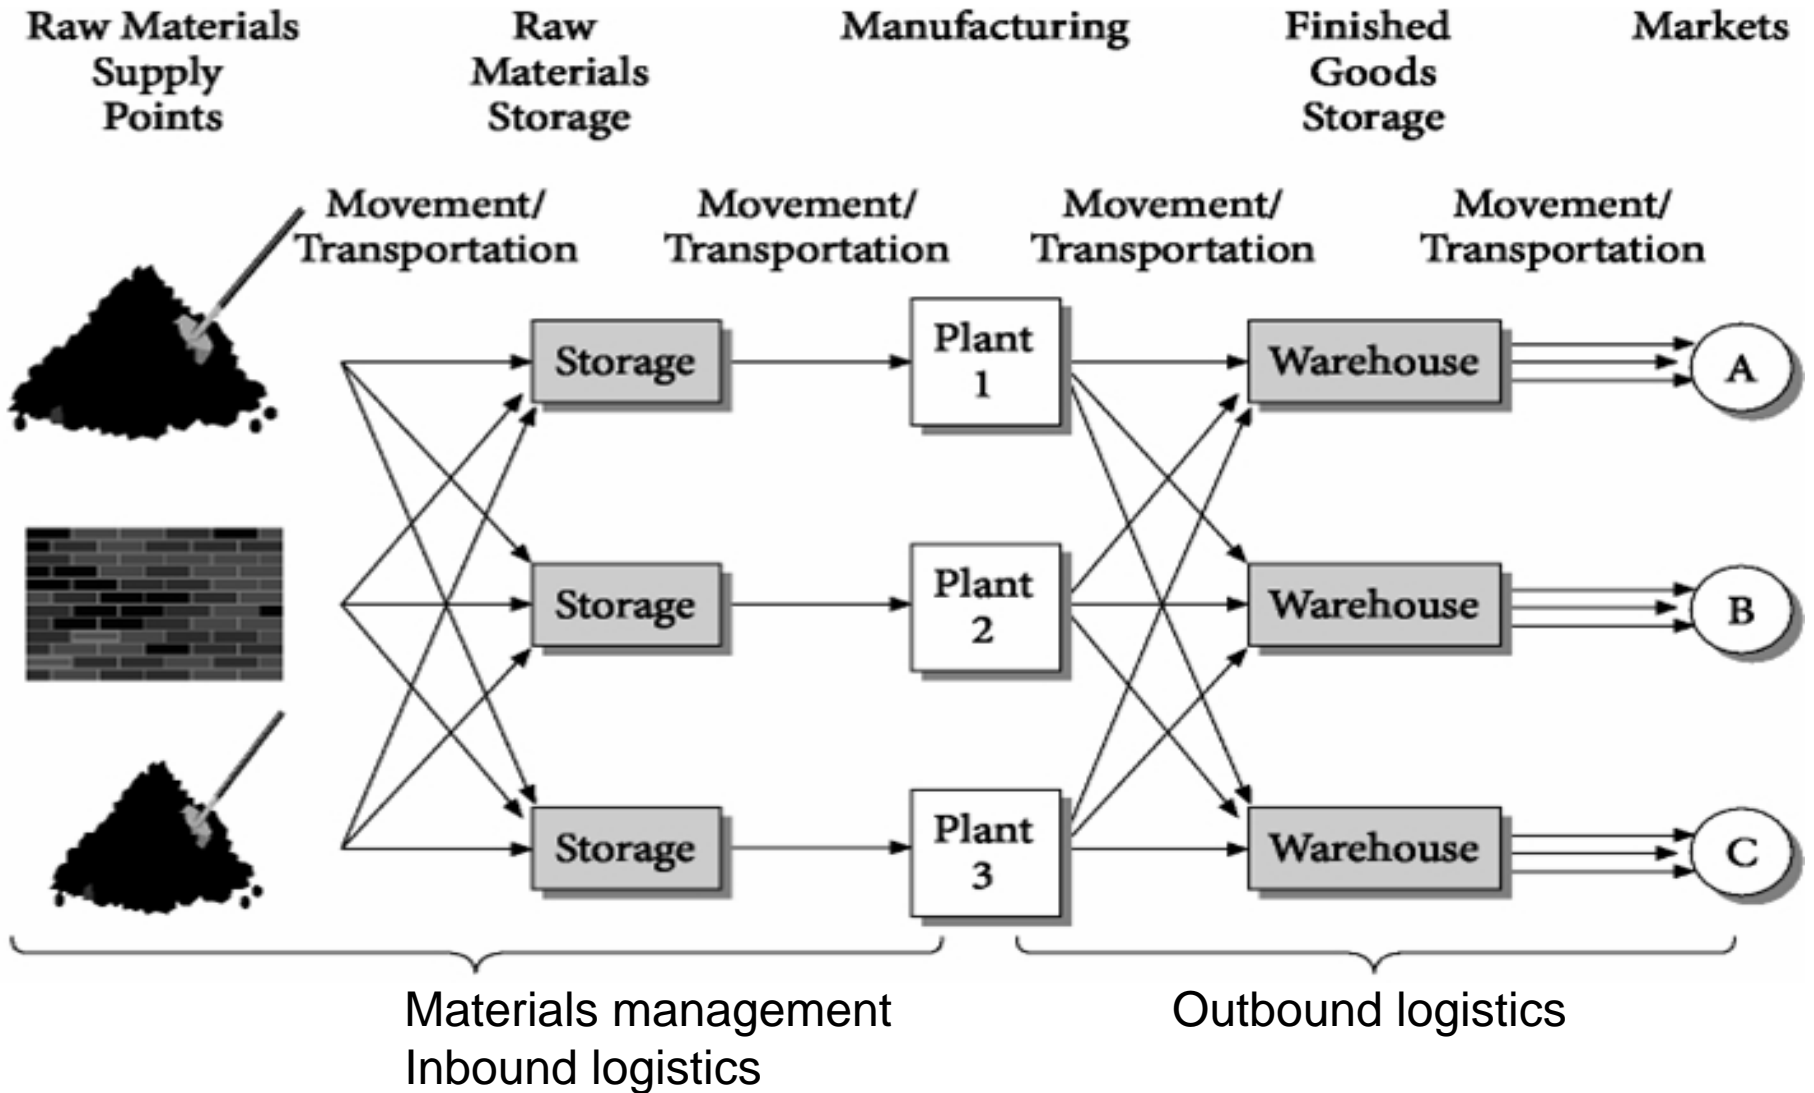 Raw Materials
Supply
Points
Raw
Materials
Storage
Manufacturing
Finished
Goods
Storage
Markets
Movement/
Transportation
Movement/
Transportation
Movement/
Transportation
Movement/
Transportation
Storage
Plant
1
Warehouse
A
Storage
Plant
2
Warehouse
B
Storage
Plant
3
Warehouse
C
Materials management
Inbound logistics
Outbound logistics